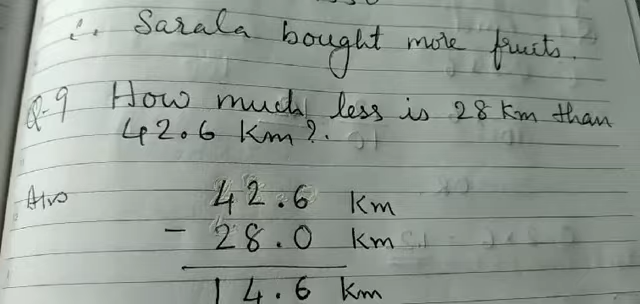 ∴ Sarala bought more fruits.
Q-9 How much less is 28 Km than
42.6 Km?.
Ans 42.6 Km
- 28.0 Km
14.6 Km